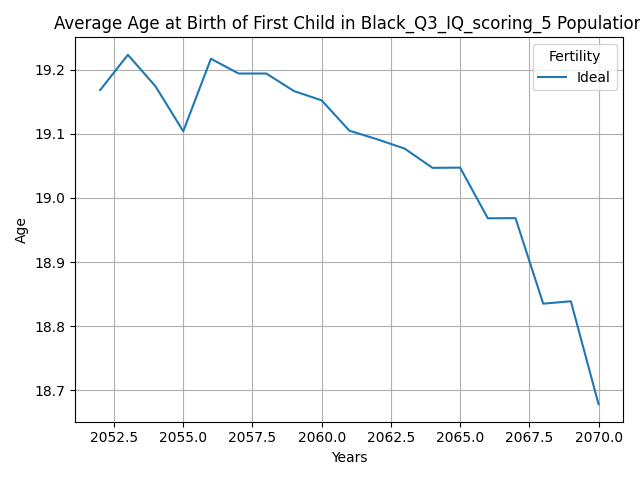 Average Age at Birth of First Child in Black_Q3_IQ_scoring_5 Population
Fertility
Ideal
19.2
19.1
19.0
18.9
18.8
18.7
Age
2052.5 2055.0 2057.5 2060.0 2062.5 2065.0 2067.5 2070.0
Years